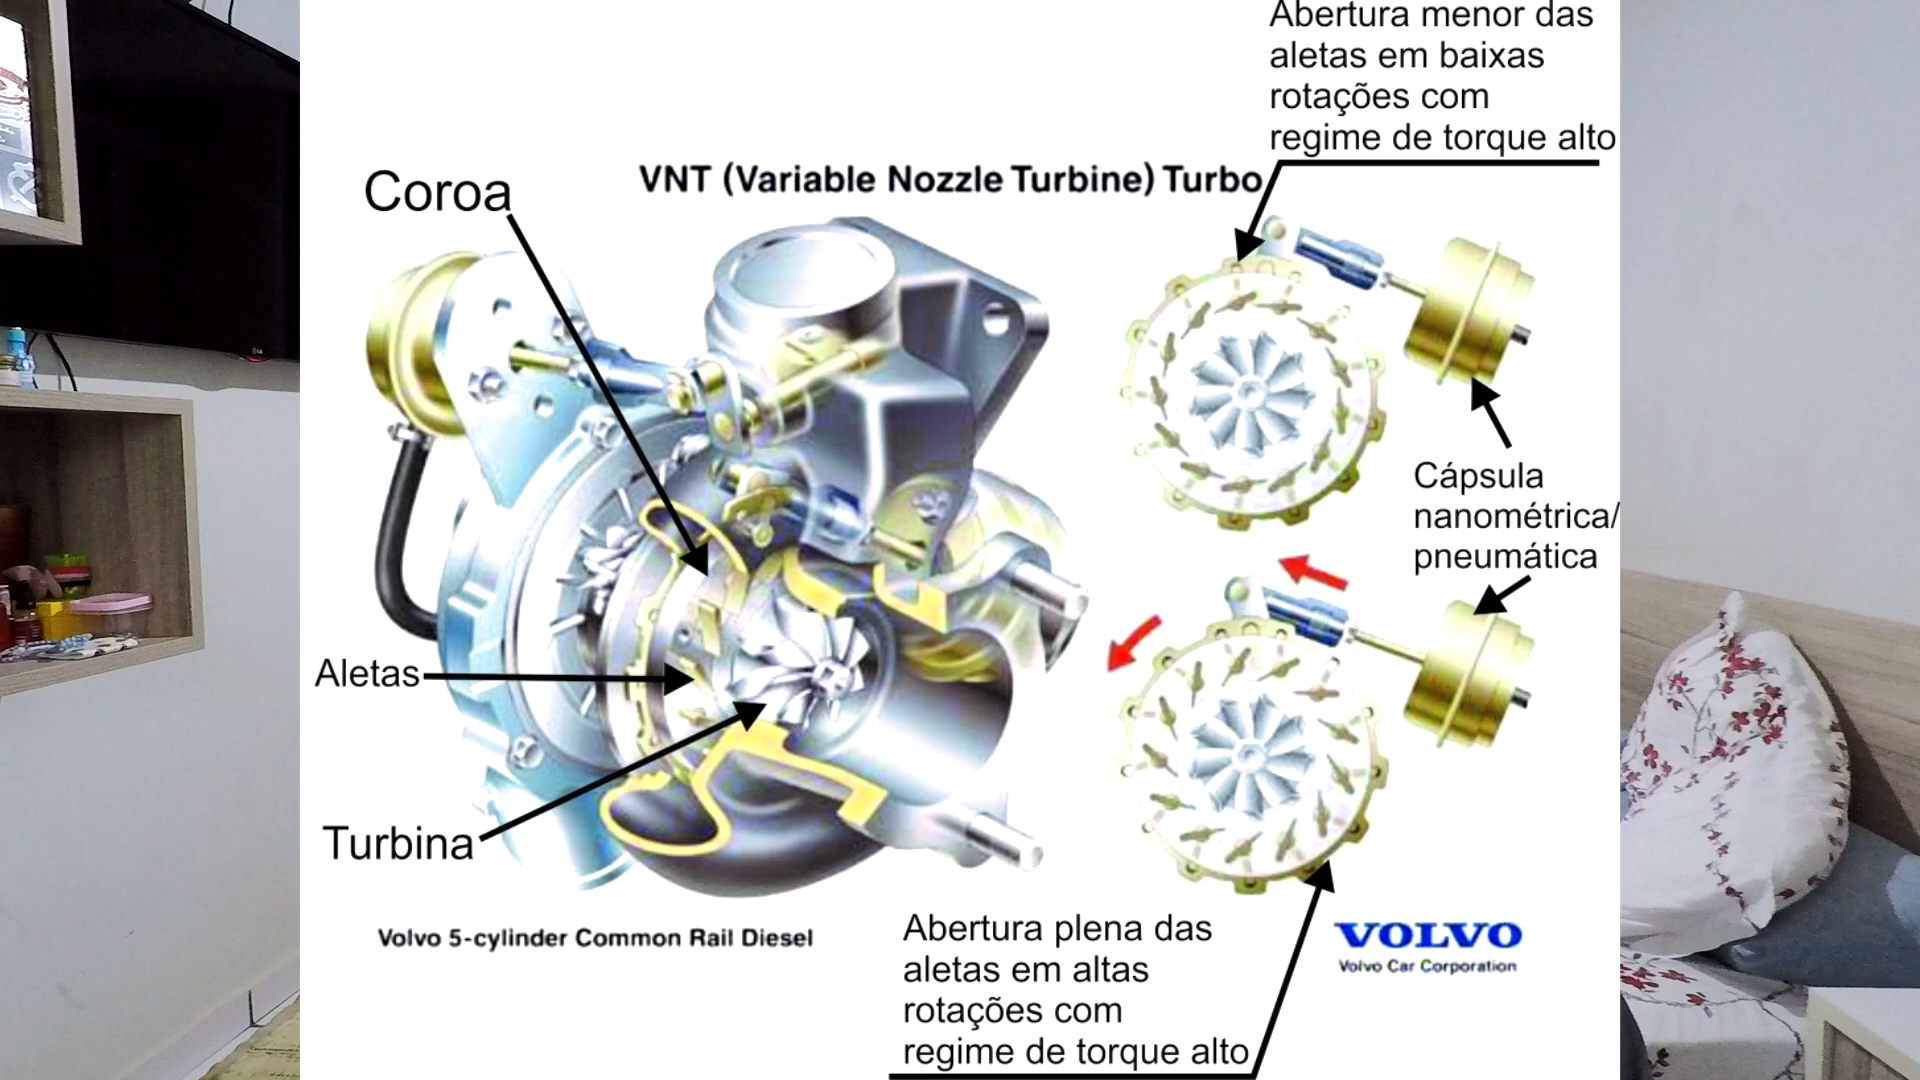 Abertura menor das
aletas em baixas
rotações com
regime de torque alto
VNT (Variable Nozzle Turbine) Turbo
Coroa
Cápsula
nanométrica/
pneumática
Aletas
Turbina
Volvo 5-cylinder Common Rail Diesel
Abertura plena das
aletas em altas
rotações com
regime de torque alto
VOLVO
Volvo Car Corporation